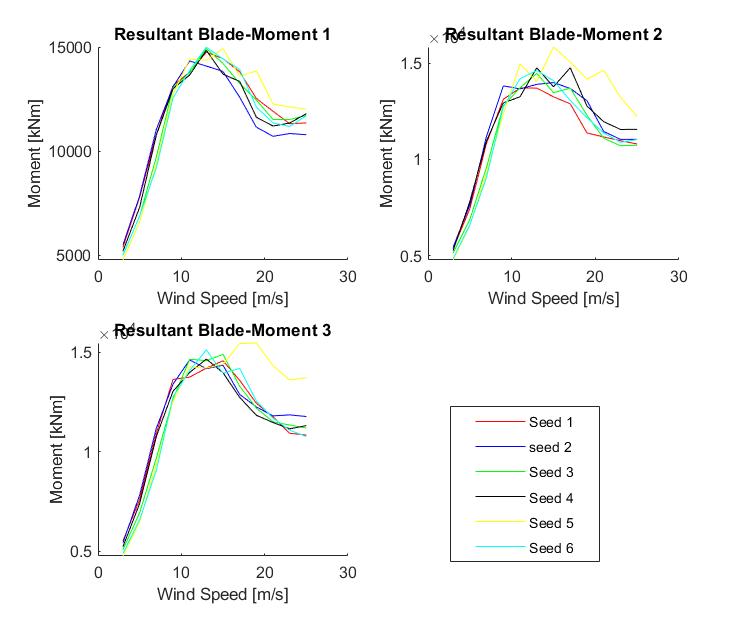 Resultant Blade-Moment 1
15000
10000
5000
Moment [kNm]
0 10 20 30
Wind Speed [m/s]
Resultant Blade-Moment 2
1.5
1
0.5
Moment [kNm]
0 10 20 30
Wind Speed [m/s]
Resultant Blade-Moment 3
1.5
1
0.5
Moment [kNm]
0 10 20 30
Wind Speed [m/s]
Seed 1
seed 2
Seed 3
Seed 4
Seed 5
Seed 6